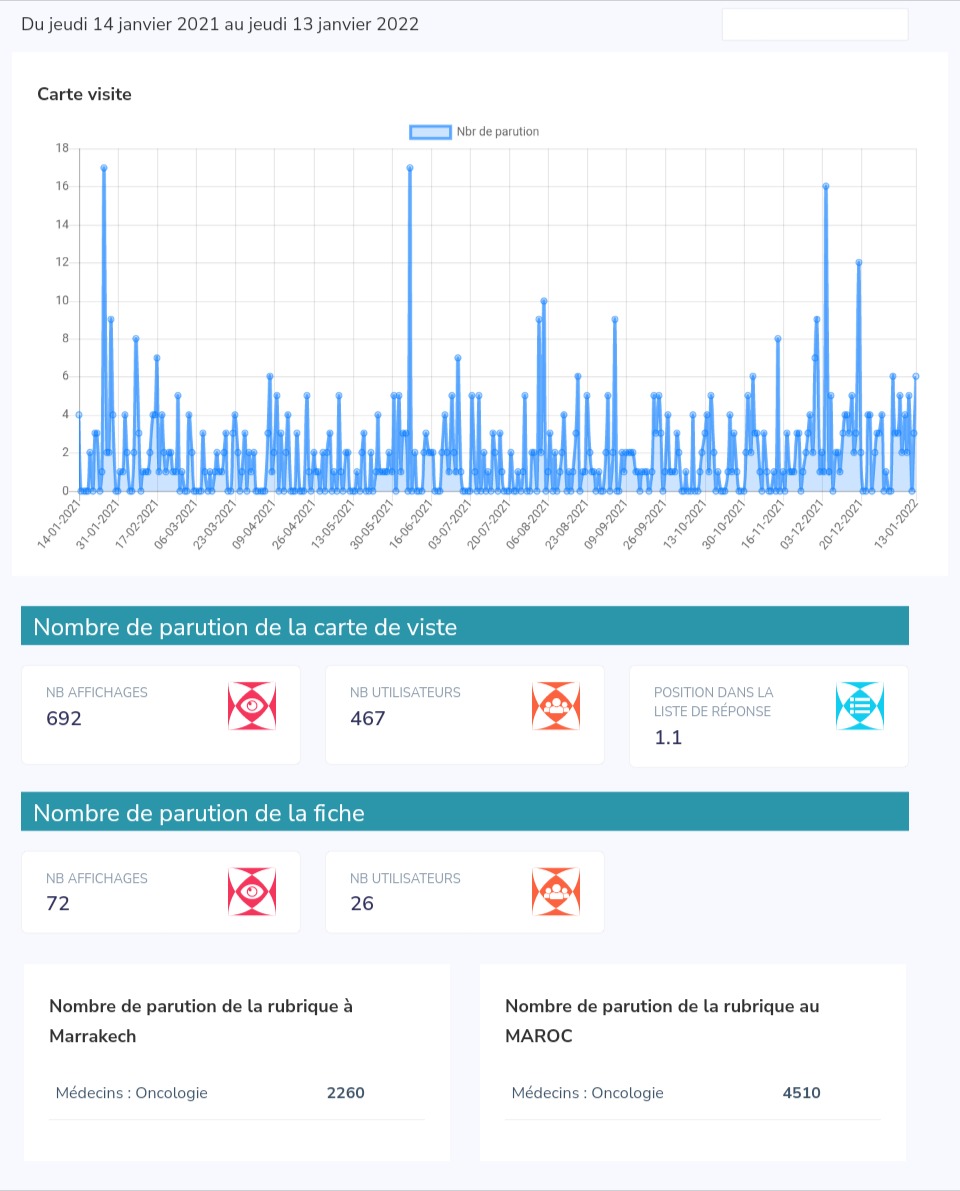 Du jeudi 14 janvier 2021 au jeudi 13 janvier 2022
Carte visite
Nbr de parution
18
16
14
12
10
8
6
4
2
0
14-01-2021
31-01-2021
17-02-2021
06-03-2021
23-03-2021
09-04-2021
26-04-2021
13-05-2021
30-05-2021
16-06-2021
03-07-2021
20-07-2021
06-08-2021
23-08-2021
09-09-2021
26-09-2021
13-10-2021
30-10-2021
16-11-2021
03-12-2021
20-12-2021
13-01-2022
Nombre de parution de la carte de viste
NB AFFICHAGES
692
NB UTILISATEURS
467
POSITION DANS LA
LISTE DE RÉPONSE
1.1
Nombre de parution de la fiche
NB AFFICHAGES
72
NB UTILISATEURS
26
Nombre de parution de la rubrique à
Marrakech
Médecins : Oncologie 2260
Nombre de parution de la rubrique au
MAROC
Médecins : Oncologie 4510